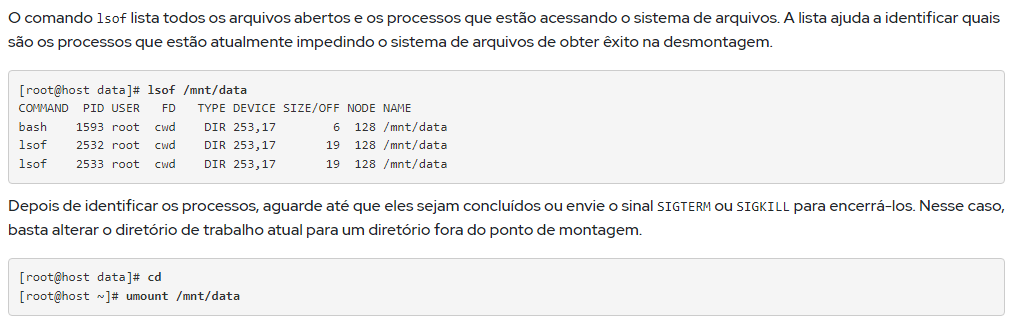 O comando lsof lista todos os arquivos abertos e os processos que estão acessando o sistema de arquivos. A lista ajuda a identificar quais
são os processos que estão atualmente impedindo o sistema de arquivos de obter êxito na desmontagem.
[root@host data]# lsof /mnt/data
COMMAND  PID USER   FD   TYPE DEVICE SIZE/OFF NODE NAME
bash    1593 root  cwd    DIR 253,17        6  128 /mnt/data
lsof    2532 root  cwd    DIR 253,17       19  128 /mnt/data
lsof    2533 root  cwd    DIR 253,17       19  128 /mnt/data
Depois de identificar os processos, aguarde até que eles sejam concluídos ou envie o sinal SIGTERM ou SIGKILL para encerrá-los. Nesse caso,
basta alterar o diretório de trabalho atual para um diretório fora do ponto de montagem.
[root@host data]# cd
[root@host ~]# umount /mnt/data